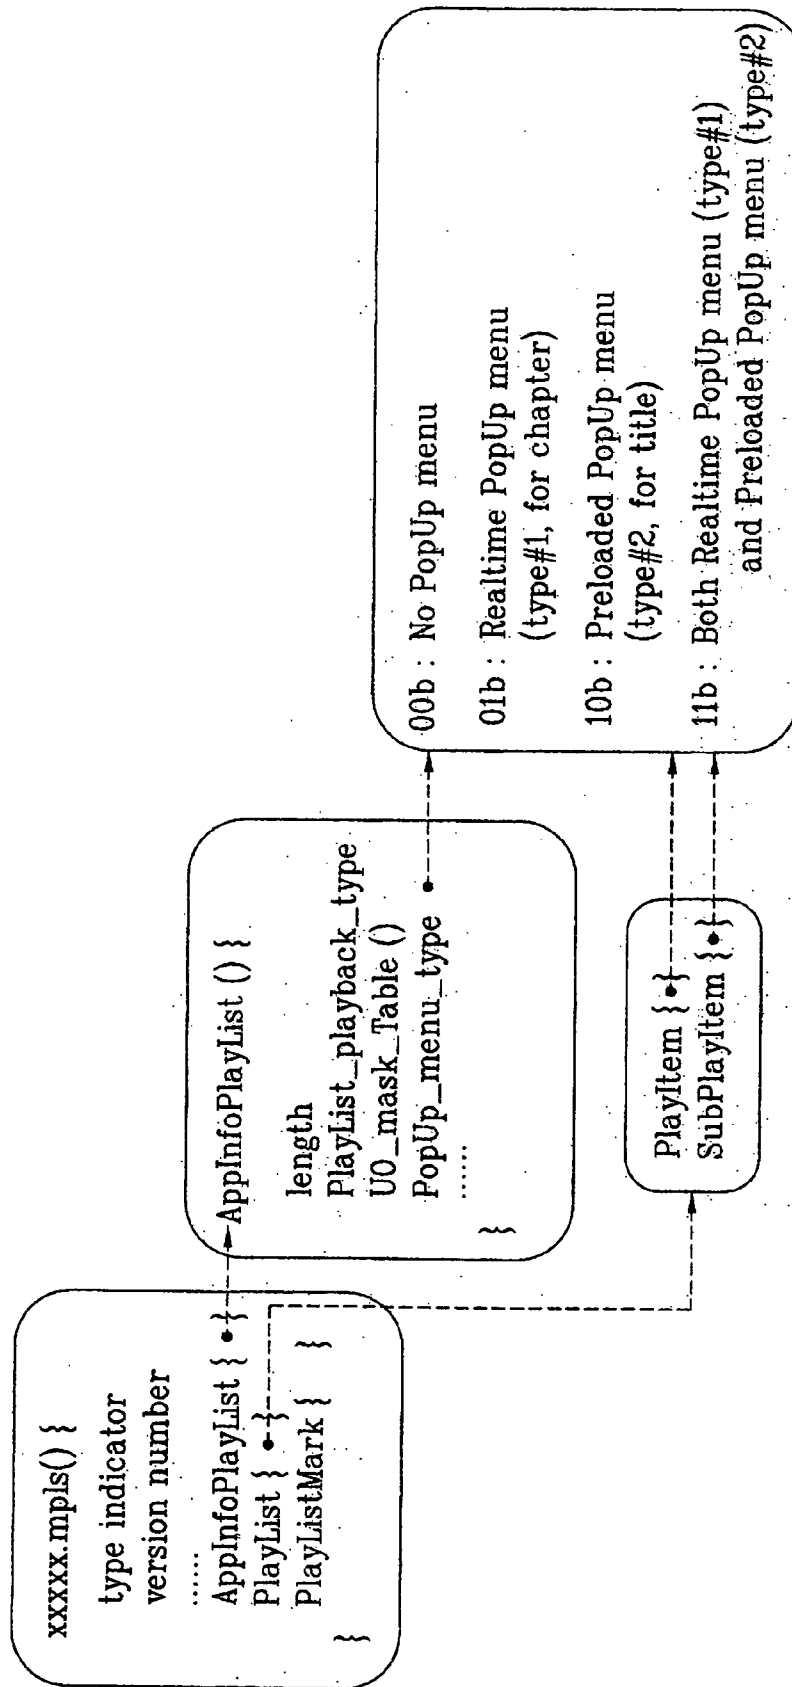 xxxxx.mpls() {
type indicator
version number
......
AppInfoPlayList { }
PlayList { }
PlayListMark { }
}
AppInfoPlayList () {
length
PlayList_playback_type
UO_mask_Table ()
PopUp_menu_type
......
}
PlayItem { }
SubPlayItem { }
00b : No PopUp menu
01b : Realtime PopUp menu
(type#1, for chapter)
10b : Preloaded PopUp menu
(type#2, for title)
11b : Both Realtime PopUp menu (type#1)
and Preloaded PopUp menu (type#2)